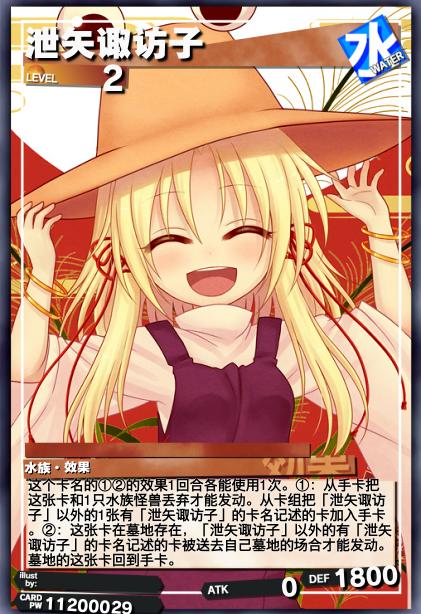 泄矢诹访子
水
WATER
LEVEL 2
水族・效果
这个卡名的①②的效果1回合各能使用1次。①：从手卡把
这张卡和1只水族怪兽丢弃才能发动。从卡组把「泄矢诹访
子」以外的1张有「泄矢诹访子」的卡名记述的卡加入手卡
。②：这张卡在墓地存在，「泄矢诹访子」以外的有「泄矢
诹访子」的卡名记述的卡被送去自己墓地的场合才能发动。
墓地的这张卡回到手卡。
illust by:
ATK 0 DEF 1800
CARD PW 11200029